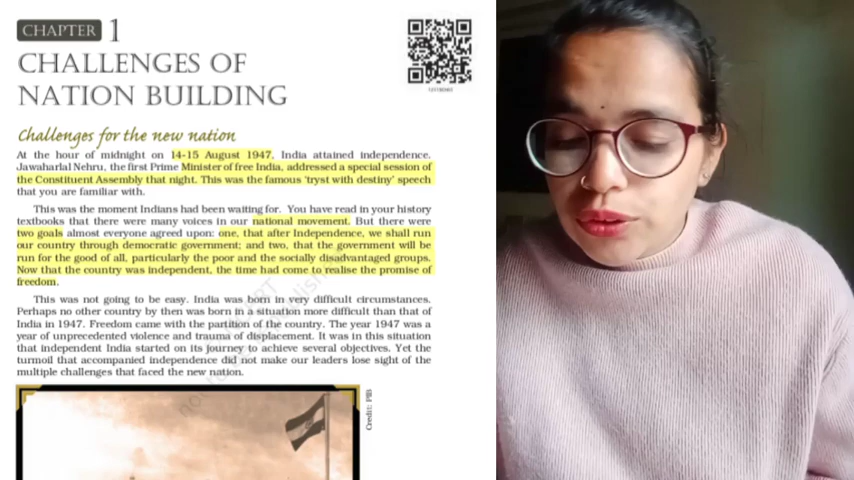 CHAPTER 1
CHALLENGES OF
NATION BUILDING
Challenges for the new nation
At the hour of midnight on 14-15 August 1947, India attained independence.
Jawaharlal Nehru, the first Prime Minister of free India, addressed a special session of
the Constituent Assembly that night. This was the famous 'tryst with destiny' speech
that you are familiar with.
This was the moment Indians had been waiting for. You have read in your history
textbooks that there were many voices in our national movement. But there were
two goals almost everyone agreed upon: one, that after Independence, we shall run
our country through democratic government; and two, that the government will be
run for the good of all, particularly the poor and the socially disadvantaged groups.
Now that the country was independent, the time had come to realise the promise of
freedom.
This was not going to be easy. India was born in very difficult circumstances.
Perhaps no other country by then was born in a situation more difficult than that of
India in 1947. Freedom came with the partition of the country. The year 1947 was a
year of unprecedented violence and trauma of displacement. It was in this situation
that independent India started on its journey to achieve several objectives. Yet the
turmoil that accompanied independence did not make our leaders lose sight of the
multiple challenges that faced the new nation.
Credit: PIB